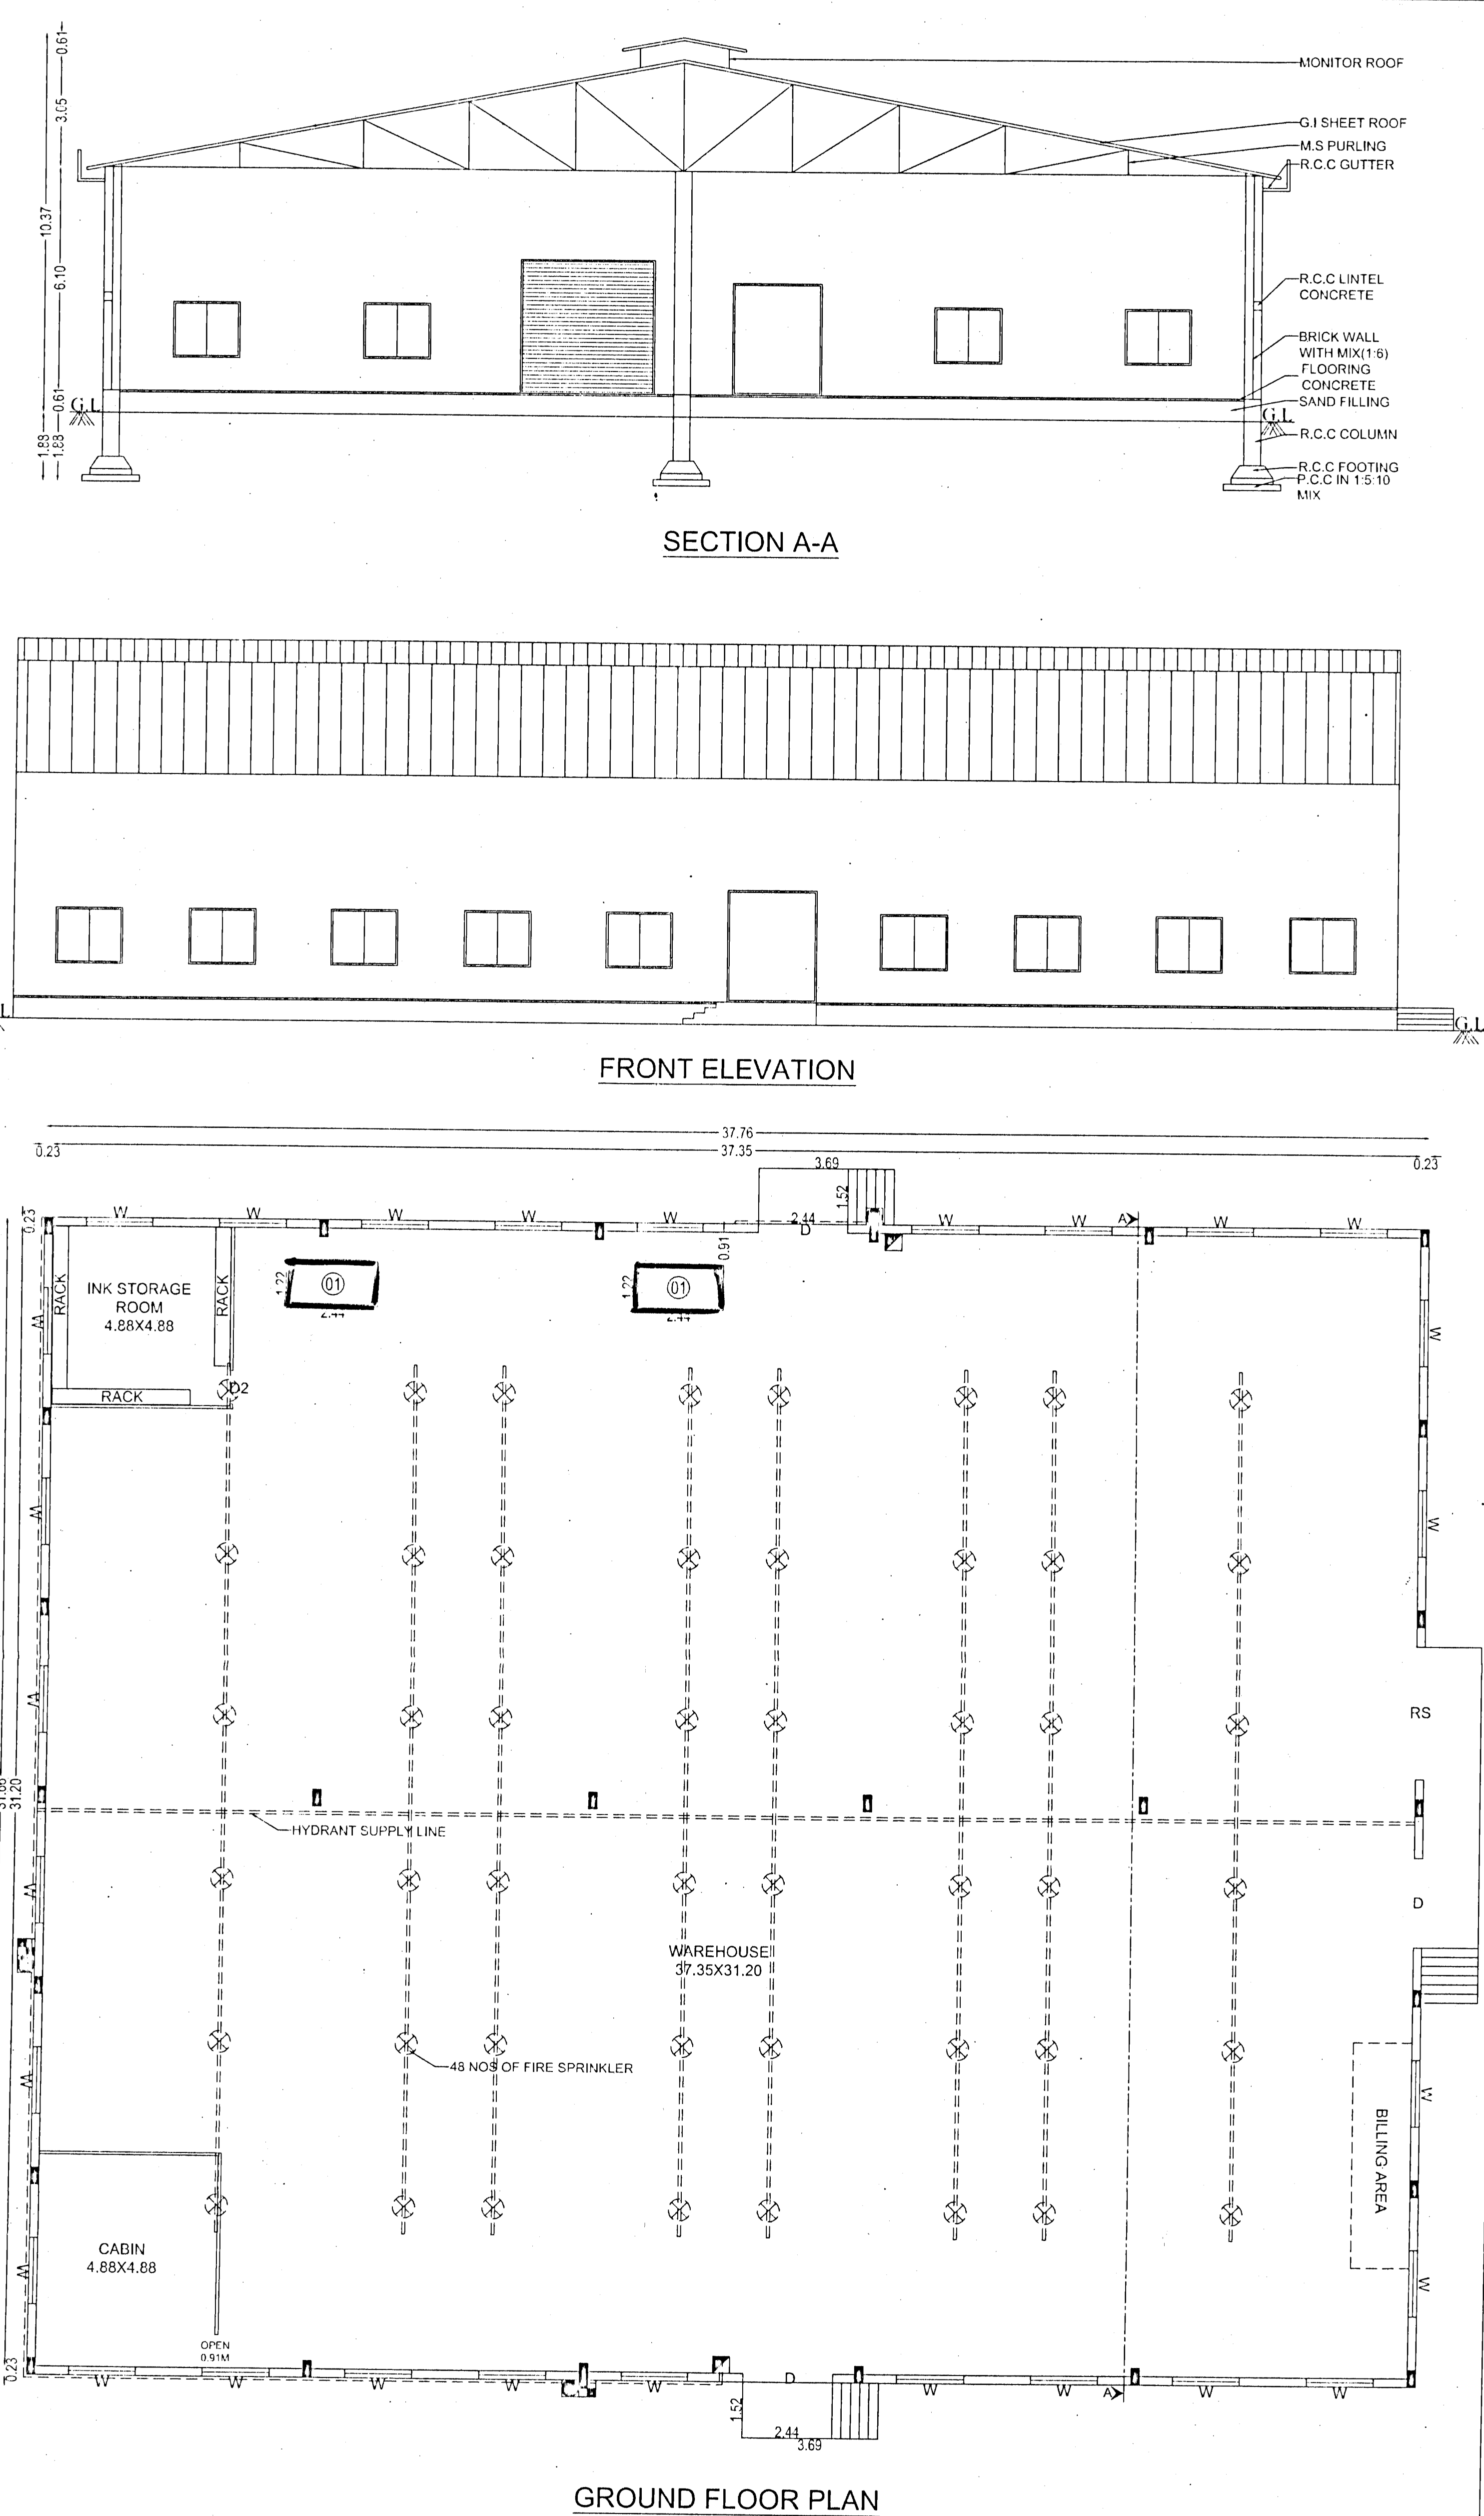 0.61
3.05
10.37
6.10
0.61
1.83
1.88
G.L
G.L
MONITOR ROOF
G.I SHEET ROOF
M.S PURLING
R.C.C GUTTER
R.C.C LINTEL
CONCRETE
BRICK WALL
WITH MIX(1:6)
FLOORING
CONCRETE
SAND FILLING
R.C.C COLUMN
R.C.C FOOTING
P.C.C IN 1:5:10
MIX
SECTION A-A
G.L
FRONT ELEVATION
37.76
37.35
0.23
0.23
3.69
1.52
0.23
W
W
W
W
W
2.44
D
W
W
A
W
W
0.91
RACK
INK STORAGE
ROOM
4.88X4.88
RACK
RACK
D2
1.22
01
2.44
1.22
01
2.44
W
W
W
W
W
W
W
W
RS
31.20
HYDRANT SUPPLY LINE
D
WAREHOUSE
37.35X31.20
48 NOS OF FIRE SPRINKLER
W
BILLING AREA
W
CABIN
4.88X4.88
OPEN
0.91M
0.23
W
W
W
W
W
D
W
W
A
W
W
1.52
2.44
3.69
GROUND FLOOR PLAN